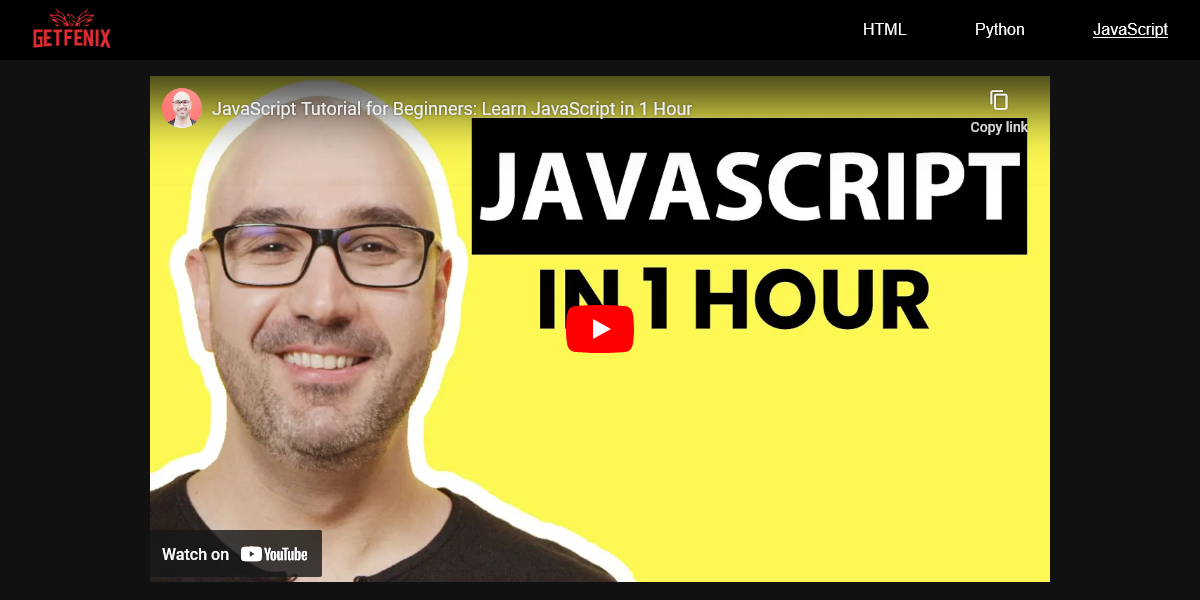 GETFENIX
HTML
Python
JavaScript
JavaScript Tutorial for Beginners: Learn JavaScript in 1 Hour
Copy link
JAVASCRIPT
IN 1 HOUR
Watch on YouTube